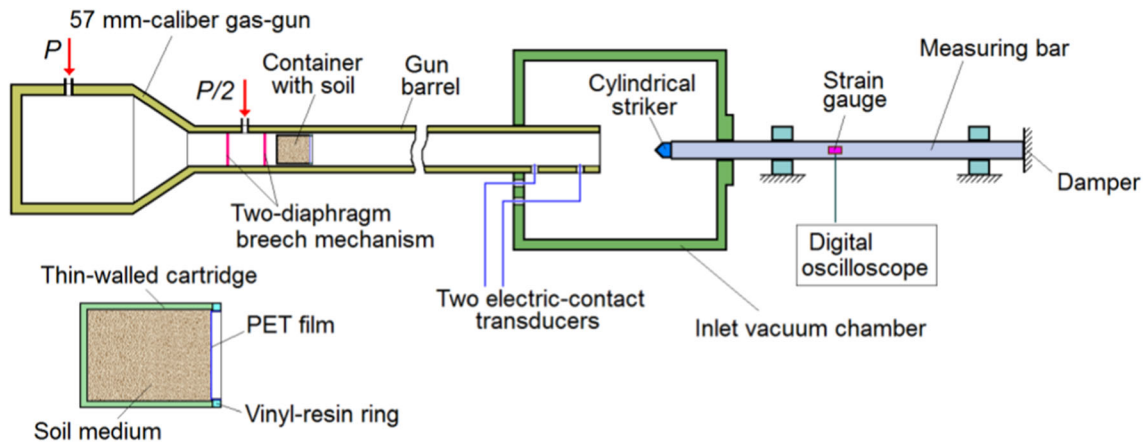 57 mm-caliber gas-gun
P
P/2
Container
with soil
Gun
barrel
Cylindrical
striker
Measuring bar
Strain
gauge
Damper
Two-diaphragm
breech mechanism
Digital
oscilloscope
Thin-walled cartridge
Two electric-contact
transducers
Inlet vacuum chamber
PET film
Vinyl-resin ring
Soil medium